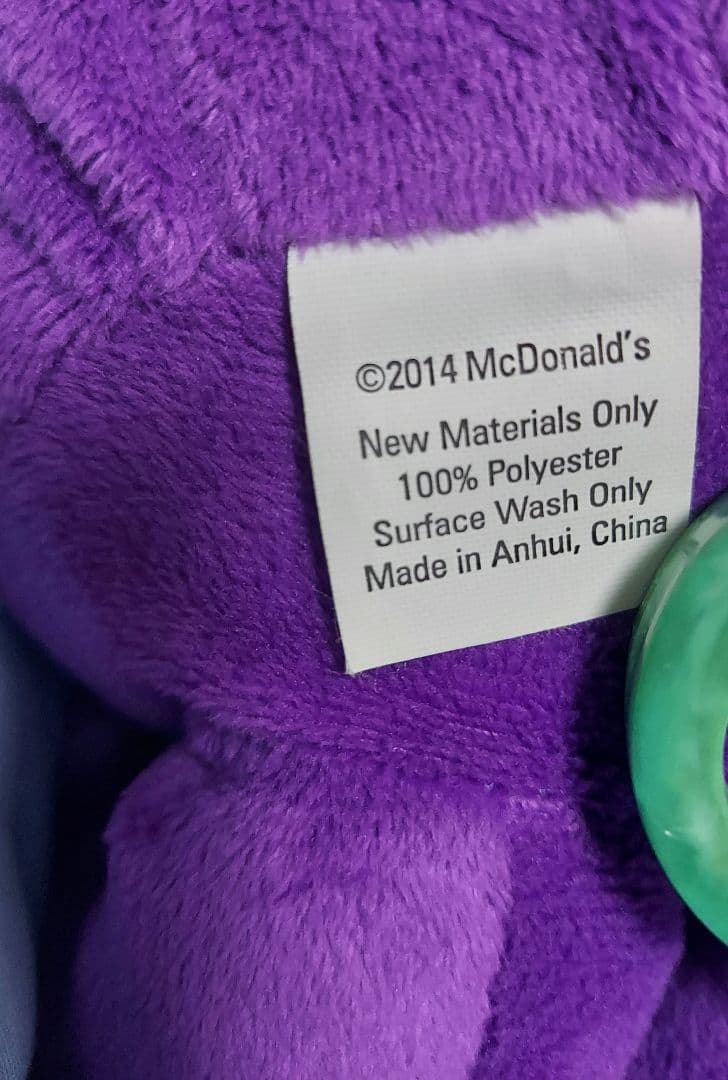 ©2014 McDonald's
New Materials Only
100% Polyester
Surface Wash Only
Made in Anhui, China